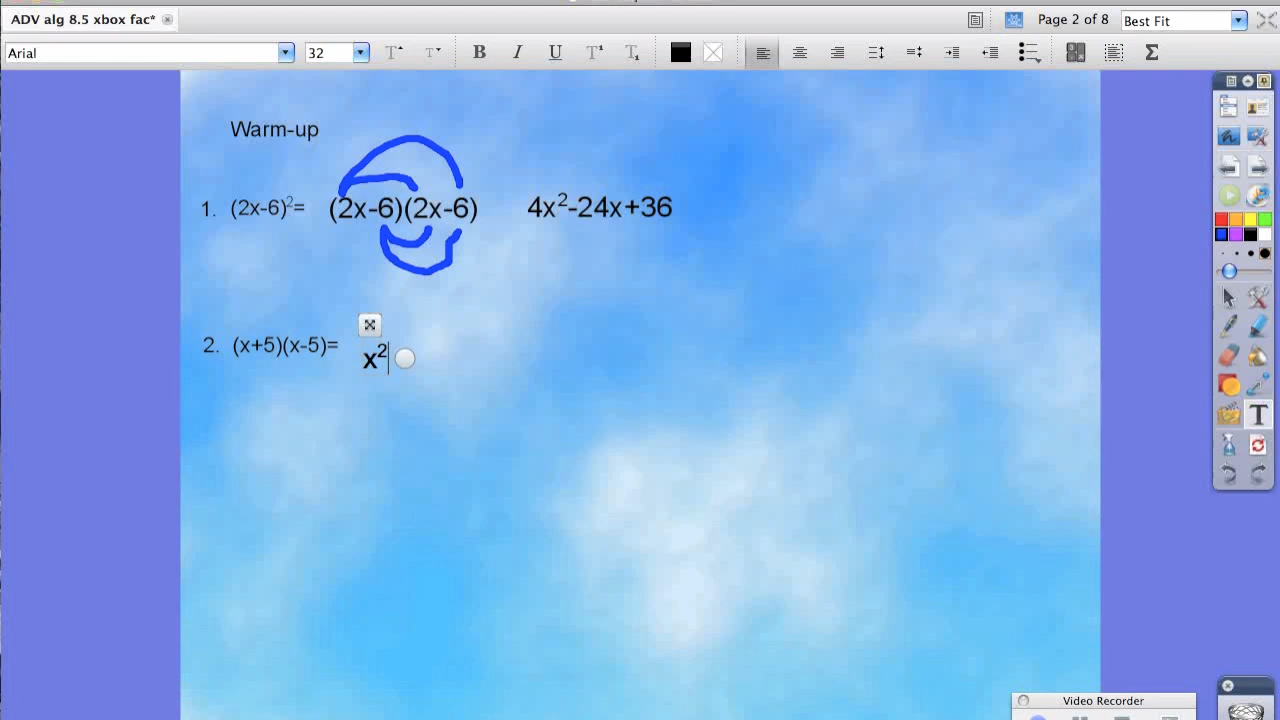 ADV alg 8.5 xbox fac*
Page 2 of 8
Best Fit
Arial
32
B I U
Warm-up
1. (2x-6)²= (2x-6)(2x-6) 4x²-24x+36
2. (x+5)(x-5)= x²
Video Recorder